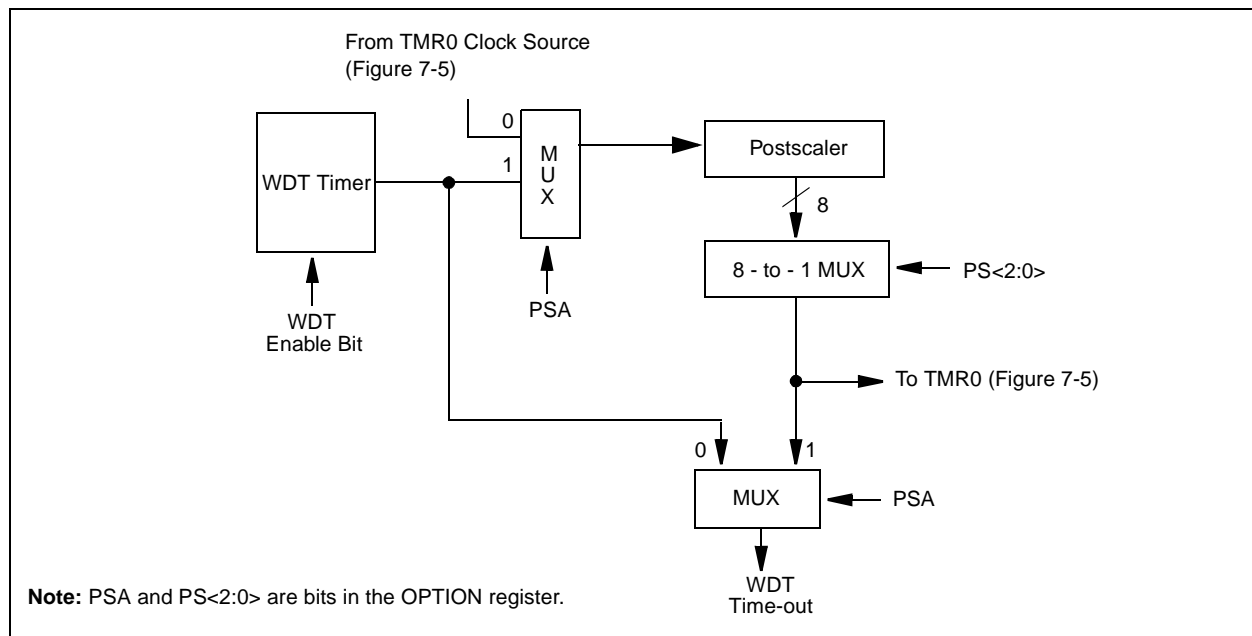 From TMR0 Clock Source
(Figure 7-5)
0
1
M
U
X
WDT Timer
Postscaler
8
8 - to - 1 MUX
PS<2:0>
PSA
WDT
Enable Bit
To TMR0 (Figure 7-5)
0
1
MUX
PSA
WDT
Time-out
Note: PSA and PS<2:0> are bits in the OPTION register.